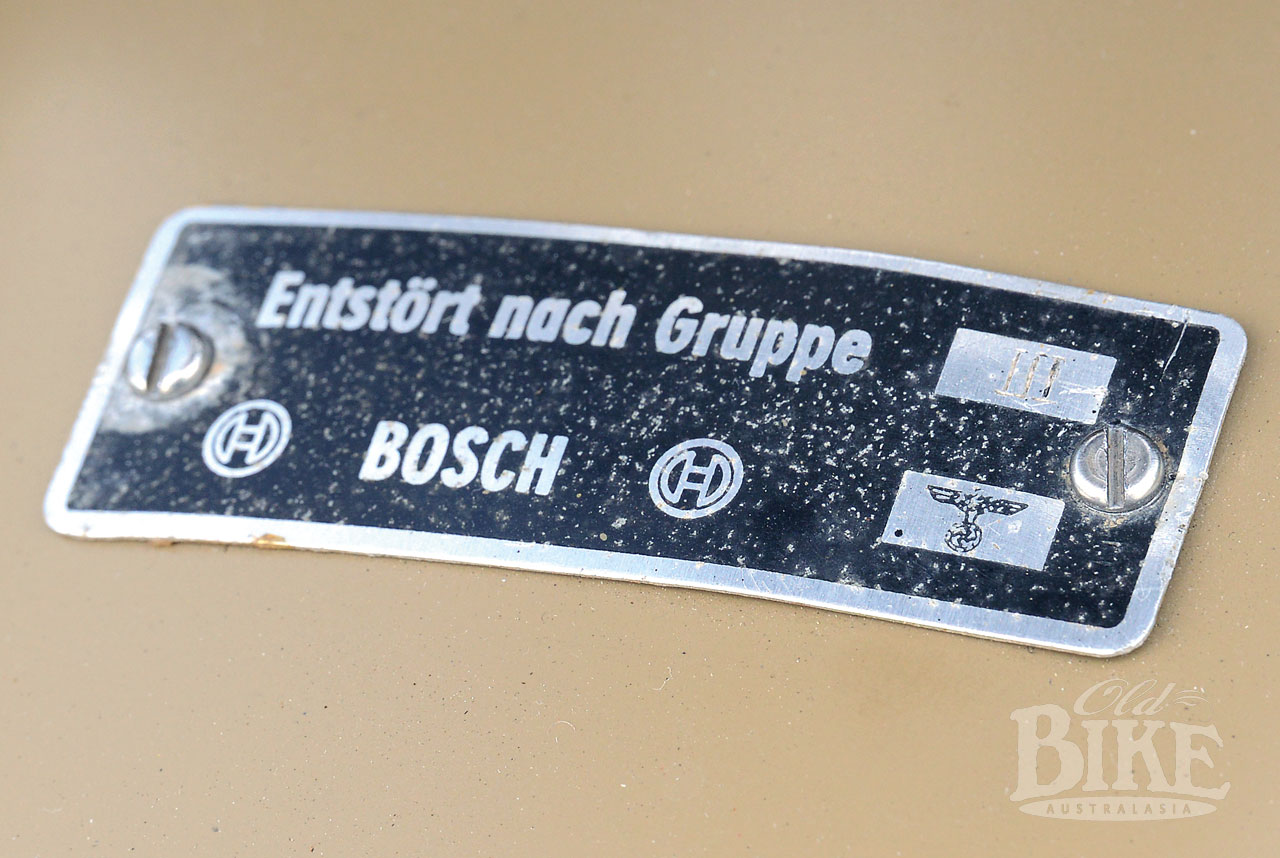 Entstört nach Gruppe III
BOSCH
Old
BIKE
AUSTRALASIA